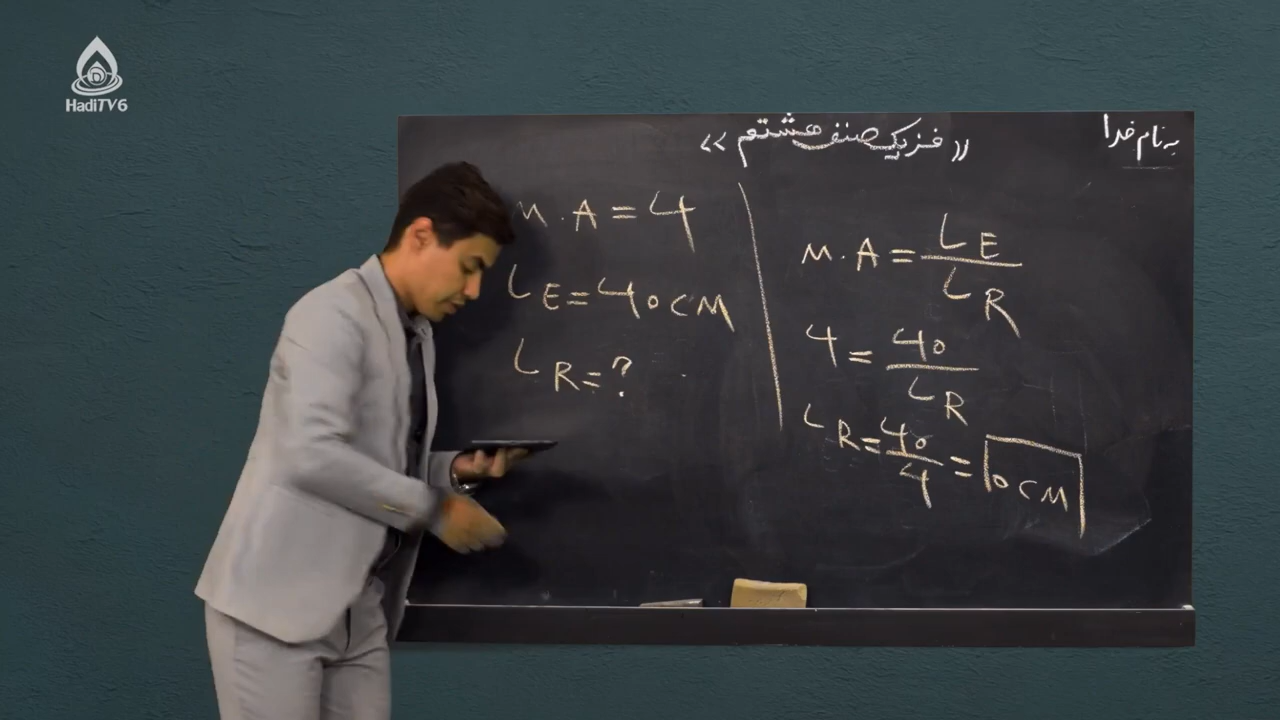 HadiTV6
به نام خدا
« فزیک صنف هشتم »
M.A = 4
LE = 40 CM
LR = ?
M.A = LE / LR
4 = 40 / LR
LR = 40 / 4 = 10 CM